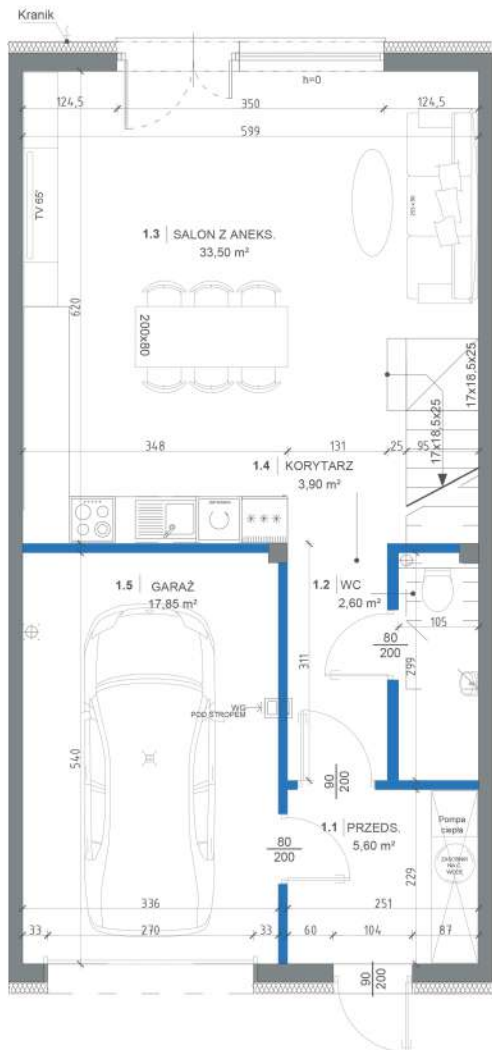 Kranik
h=0
124,5
350
124,5
599
TV 65'
1.3 | SALON Z ANEKS.
33,50 m²
620
200x80
17x18,5x25
17x18,5x25
348
131
25
95
1.4 | KORYTARZ
3,90 m²
1.5 | GARAŻ
17,85 m²
1.2 | WC
2,60 m²
105
80
200
311
299
WG
POD STROPEM
540
90
200
1.1 | PRZEDS.
5,60 m²
Pompa
ciepła
80
200
229
336
251
33
270
33
60
104
87
90
200